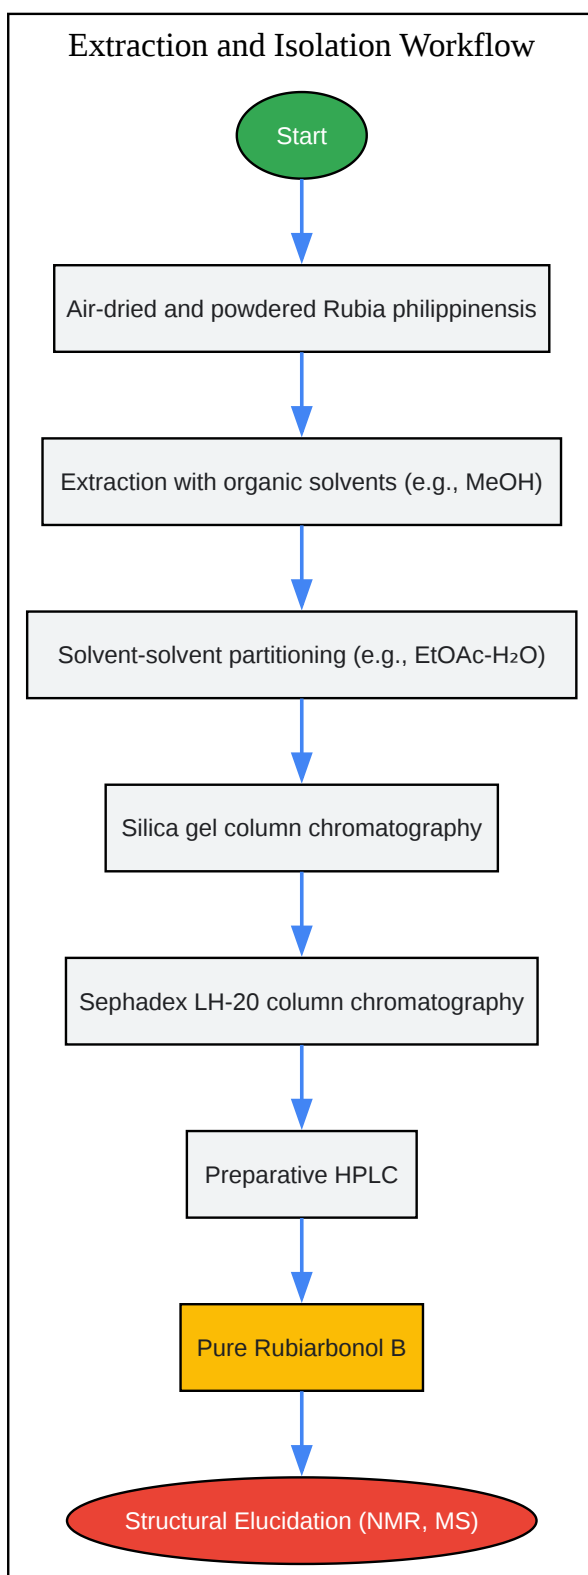 Extraction and Isolation Workflow
Start
Air-dried and powdered Rubia philippinensis
Extraction with organic solvents (e.g., MeOH)
Solvent-solvent partitioning (e.g., EtOAc-H₂O)
Silica gel column chromatography
Sephadex LH-20 column chromatography
Preparative HPLC
Pure Rubiarbonol B
Structural Elucidation (NMR, MS)